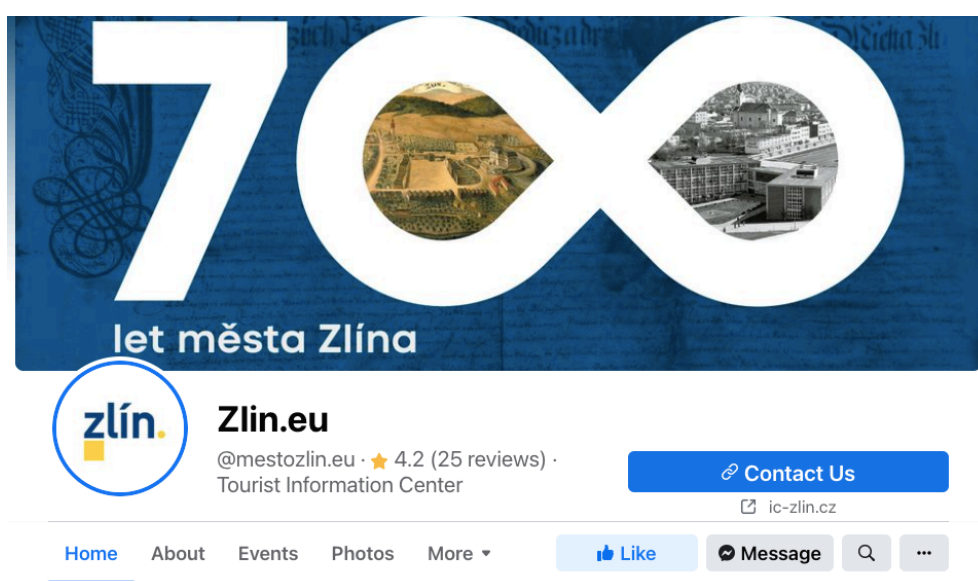 700
let města Zlína
zlín.
Zlin.eu
@mestozlin.eu · 4.2 (25 reviews) ·
Tourist Information Center
Contact Us
ic-zlin.cz
Home About Events Photos More Like Message